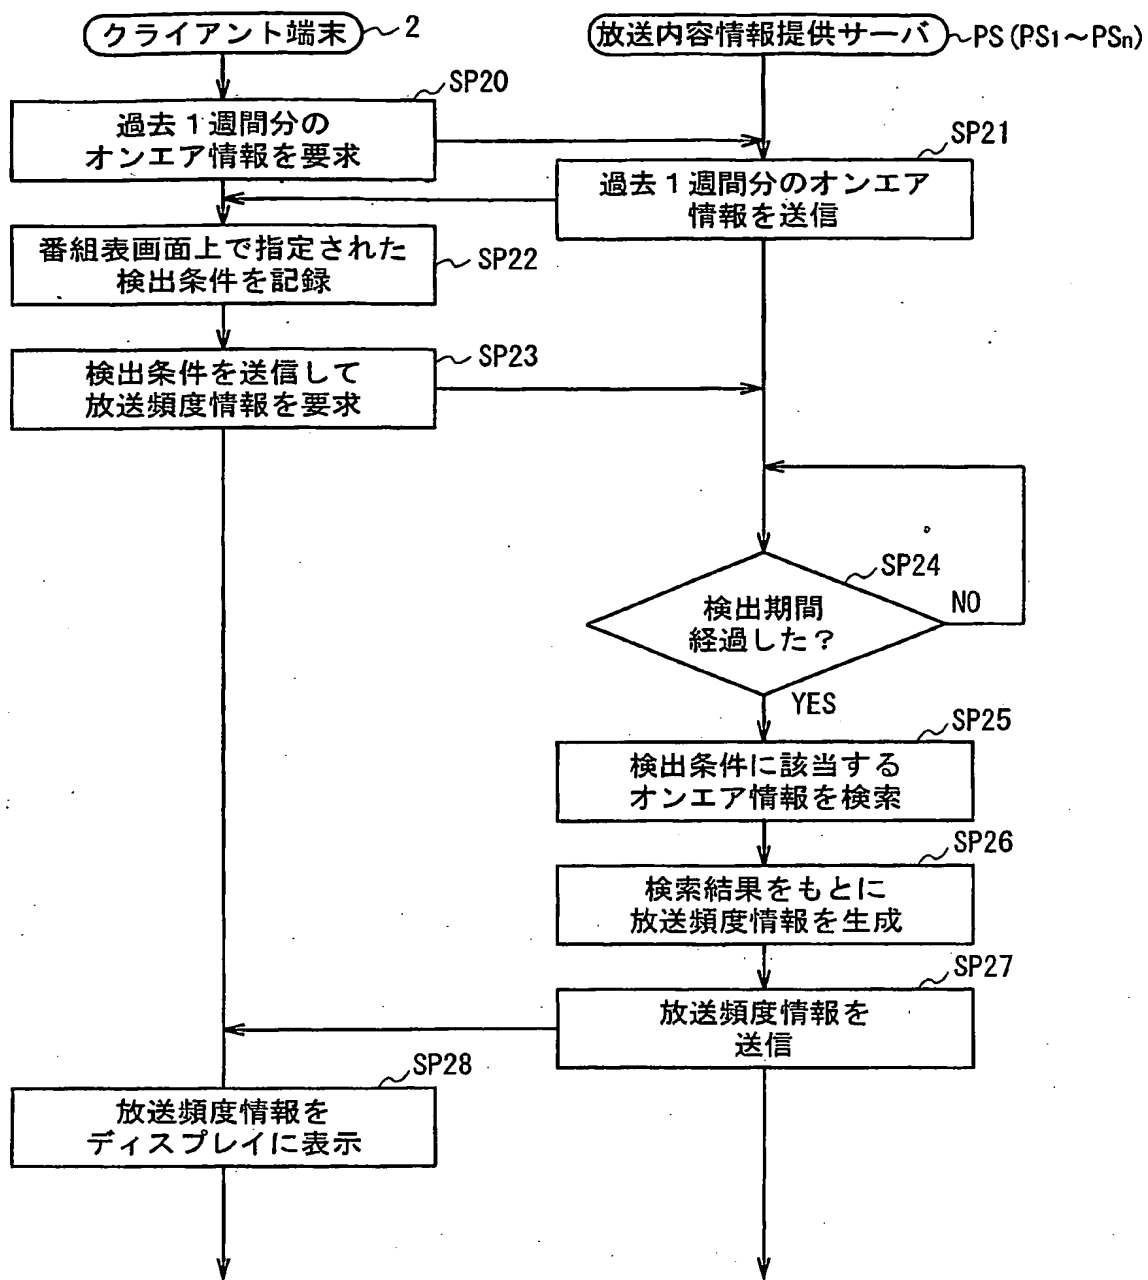 クライアント端末
2
放送内容情報提供サーバ
PS(PS1～PSn)
SP20
過去1週間分の
オンエア情報を要求
SP21
過去1週間分のオンエア
情報を送信
番組表画面上で指定された
検出条件を記録
SP22
SP23
検出条件を送信して
放送頻度情報を要求
SP24
検出期間
経過した？
NO
YES
SP25
検出条件に該当する
オンエア情報を検索
SP26
検索結果をもとに
放送頻度情報を生成
SP27
放送頻度情報を
送信
SP28
放送頻度情報を
ディスプレイに表示